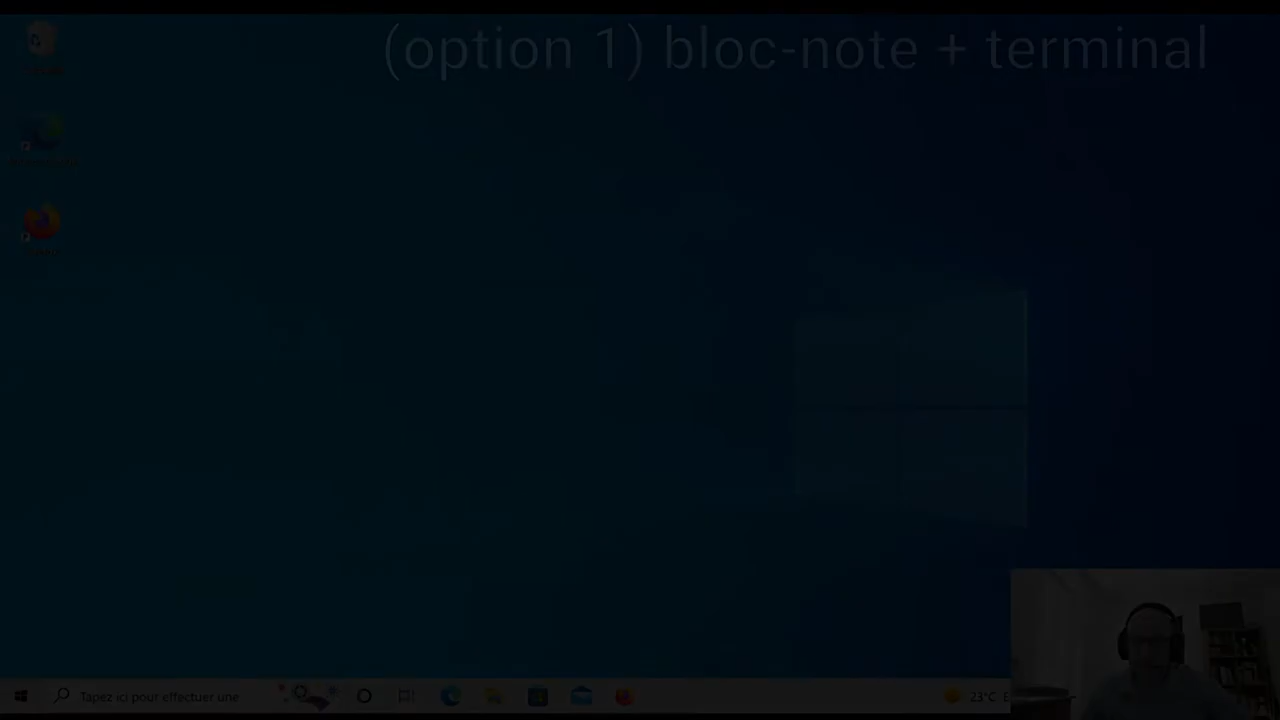 (option 1) bloc-note + terminal
Tapez ici pour effectuer une
23°C E